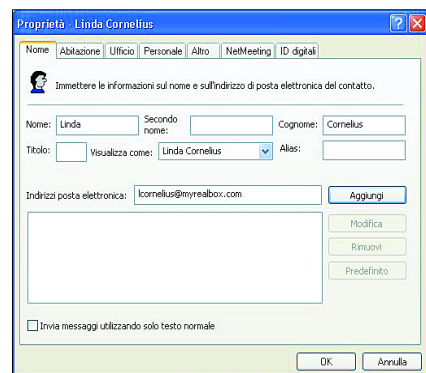 Proprietà - Linda Cornelius
Nome Abitazione Ufficio Personale Altro NetMeeting ID digitali
Immettere le informazioni sul nome e sull'indirizzo di posta elettronica del contatto.
Nome: Linda Secondo nome: Cognome: Cornelius
Titolo: Visualizza come: Linda Cornelius Alias:
Indirizzi posta elettronica: lcornelius@myrealbox.com Aggiungi
Modifica
Rimuovi
Predefinito
Invia messaggi utilizzando solo testo normale
OK Annulla